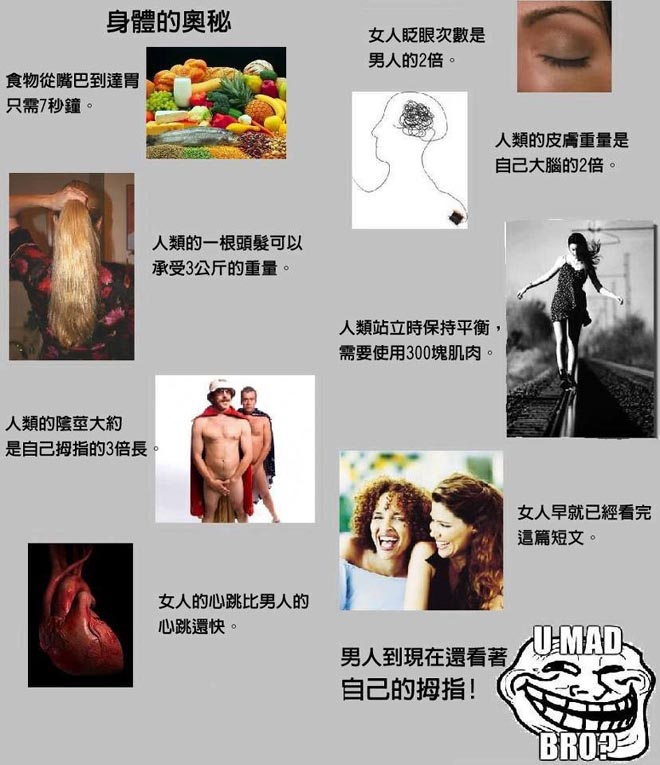 身體的奧秘
食物從嘴巴到達胃
只需7秒鐘。
人類的一根頭髮可以
承受3公斤的重量。
人類的陰莖大約
是自己拇指的3倍長。
女人的心跳比男人的
心跳還快。
女人眨眼次數是
男人的2倍。
人類的皮膚重量是
自己大腦的2倍。
人類站立時保持平衡，
需要使用300塊肌肉。
女人早就已經看完
這篇短文。
男人到現在還看著
自己的拇指!
U MAD
BRO?